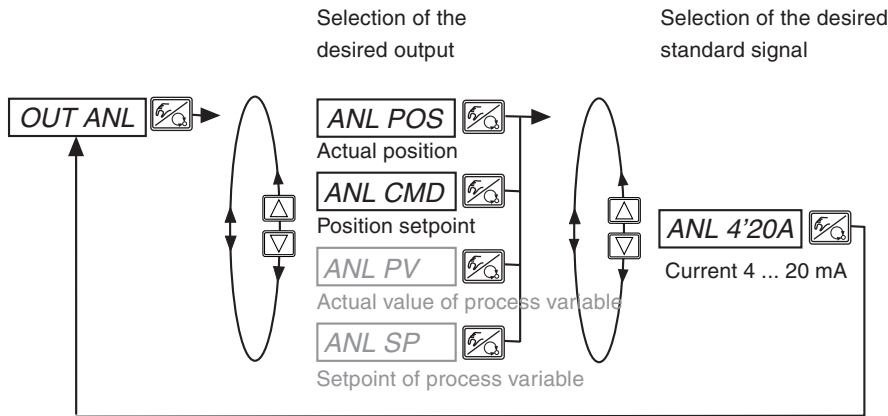 Selection of the
desired output
Selection of the desired
standard signal
OUT ANL
ANL POS
Actual position
ANL CMD
Position setpoint
ANL PV
Actual value of process variable
ANL SP
Setpoint of process variable
ANL 4'20A
Current 4 ... 20 mA